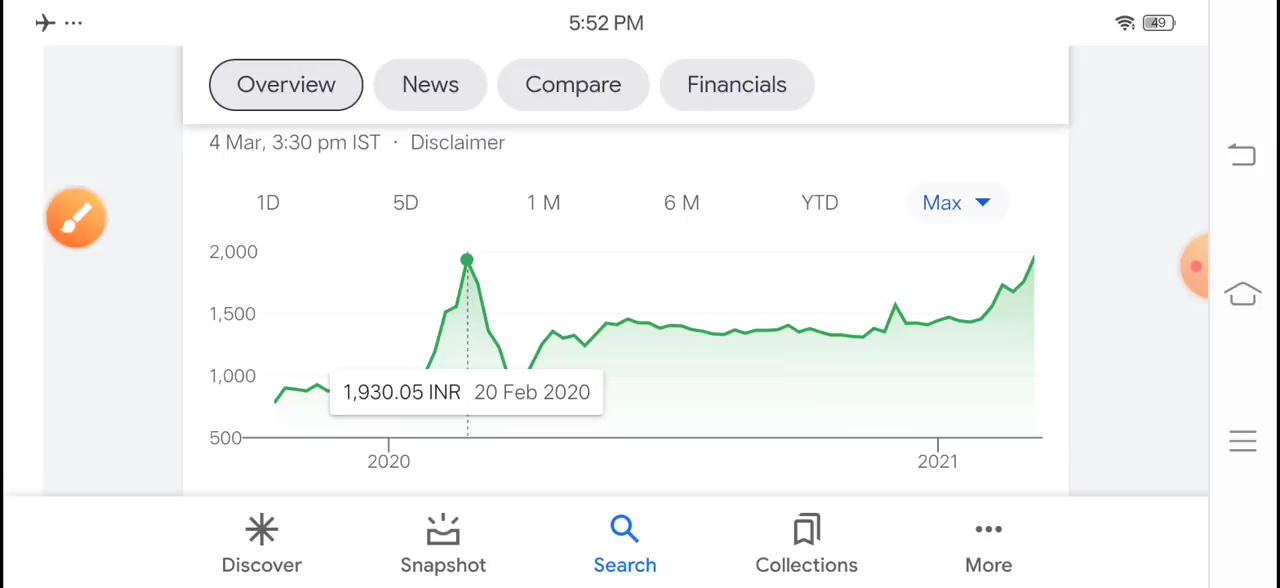 5:52 PM
49
Overview News Compare Financials
4 Mar, 3:30 pm IST · Disclaimer
1D 5D 1 M 6 M YTD Max
2,000
1,500
1,000
1,930.05 INR 20 Feb 2020
500
2020 2021
Discover Snapshot Search Collections More